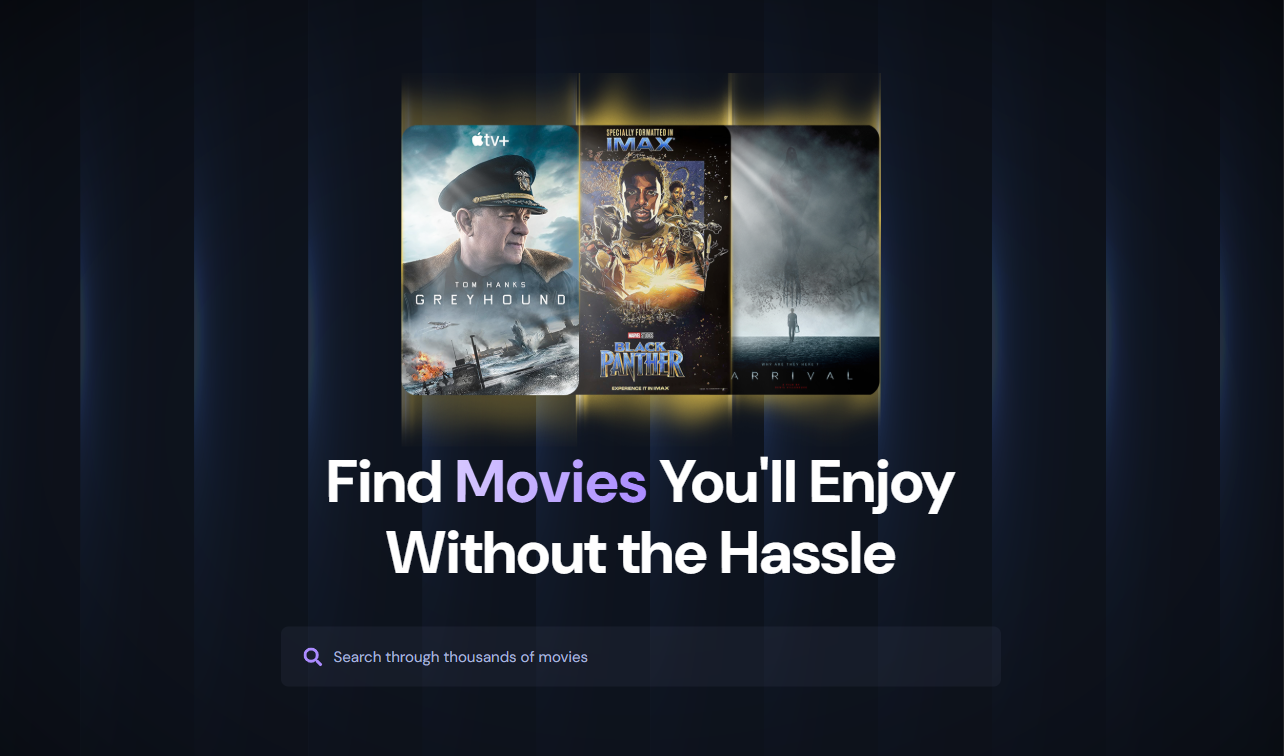 tv+
TOM HANKS
GREYHOUND
SPECIALLY FORMATTED IN
IMAX
MARVEL STUDIOS
BLACK
PANTHER
EXPERIENCE IT IN IMAX
WHY ARE THEY HERE?
ARRIVAL
Find Movies You'll Enjoy
Without the Hassle
Search through thousands of movies